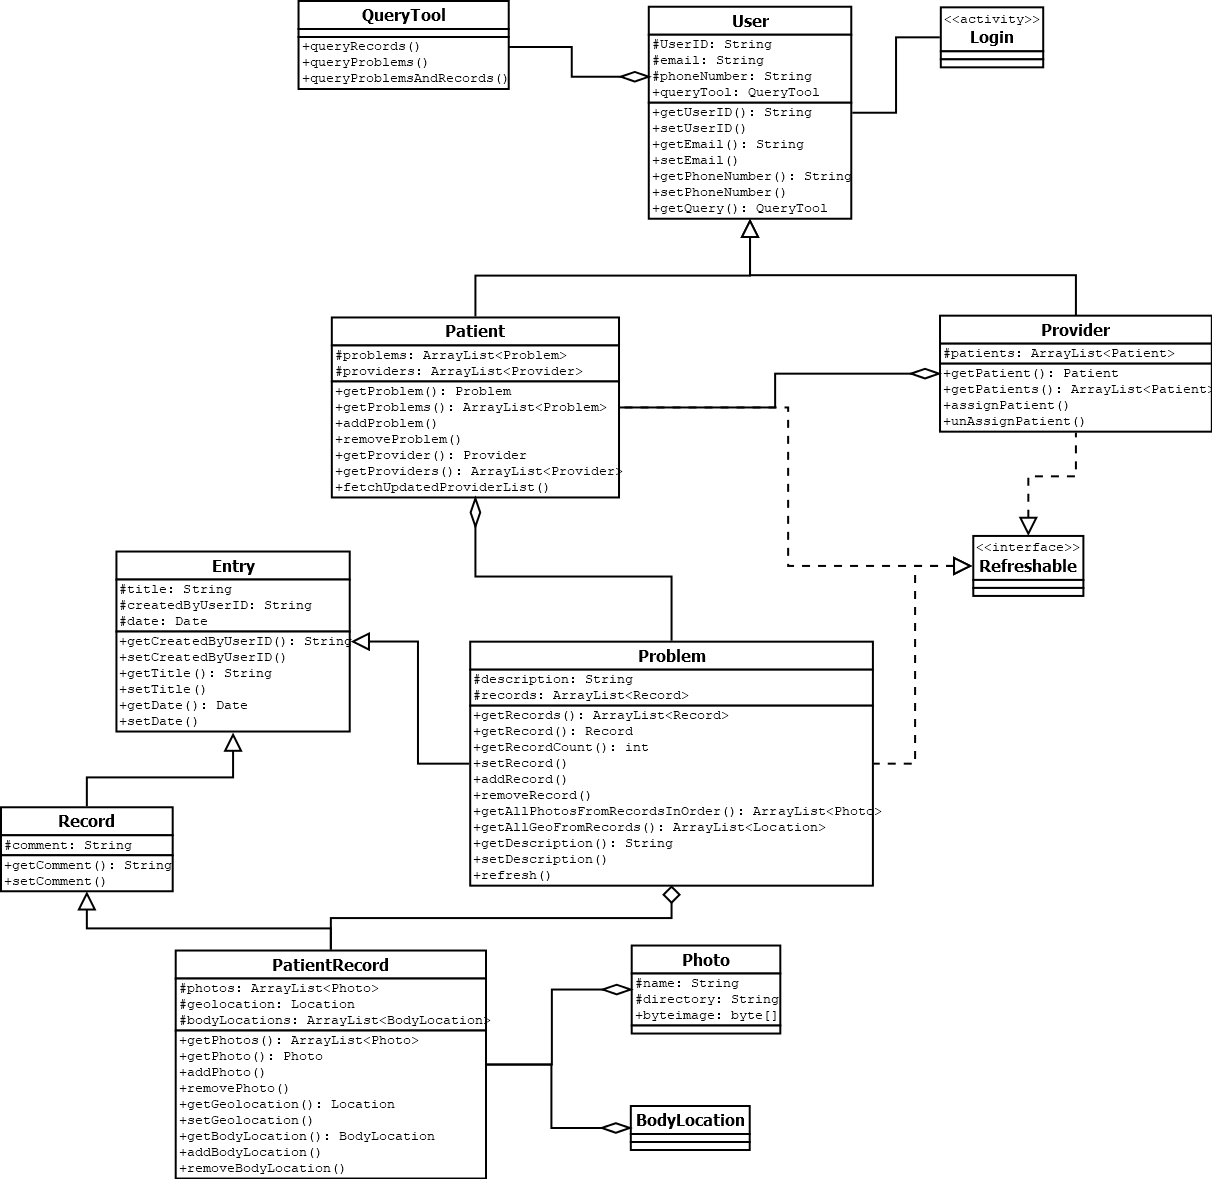 QueryTool
+queryRecords()
+queryProblems()
+queryProblemsAndRecords()
User
#UserID: String
#email: String
#phoneNumber: String
+queryTool: QueryTool
+getUserID(): String
+setUserID()
+getEmail(): String
+setEmail()
+getPhoneNumber(): String
+setPhoneNumber()
+getQuery(): QueryTool
<<activity>>
Login
Patient
#problems: ArrayList<Problem>
#providers: ArrayList<Provider>
+getProblem(): Problem
+getProblems(): ArrayList<Problem>
+addProblem()
+removeProblem()
+getProvider(): Provider
+getProviders(): ArrayList<Provider>
+fetchUpdatedProviderList()
Provider
#patients: ArrayList<Patient>
+getPatient(): Patient
+getPatients(): ArrayList<Patient>
+assignPatient()
+unAssignPatient()
<<interface>>
Refreshable
Entry
#title: String
#createdByUserID: String
#date: Date
+getCreatedByUserID(): String
+setCreatedByUserID()
+getTitle(): String
+setTitle()
+getDate(): Date
+setDate()
Problem
#description: String
#records: ArrayList<Record>
+getRecords(): ArrayList<Record>
+getRecord(): Record
+getRecordCount(): int
+setRecord()
+addRecord()
+removeRecord()
+getAllPhotosFromRecordsInOrder(): ArrayList<Photo>
+getAllGeoFromRecords(): ArrayList<Location>
+getDescription(): String
+setDescription()
+refresh()
Record
#comment: String
+getComment(): String
+setComment()
PatientRecord
#photos: ArrayList<Photo>
#geolocation: Location
#bodyLocations: ArrayList<BodyLocation>
+getPhotos(): ArrayList<Photo>
+getPhoto(): Photo
+addPhoto()
+removePhoto()
+getGeolocation(): Location
+setGeolocation()
+getBodyLocation(): BodyLocation
+addBodyLocation()
+removeBodyLocation()
Photo
#name: String
#directory: String
+byteimage: byte[]
BodyLocation